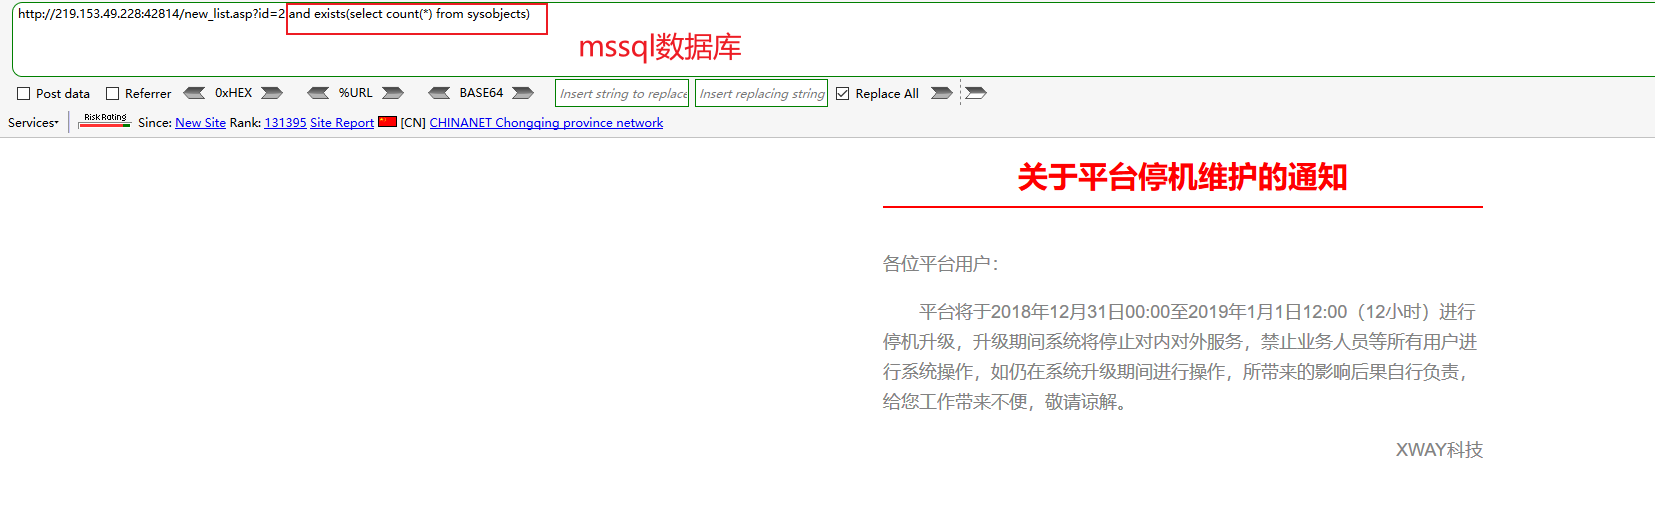 http://219.153.49.228:42814/new_list.asp?id=2 and exists(select count(*) from sysobjects)
mssql数据库
Post data Referrer 0xHEX %URL BASE64 Insert string to replace Insert replacing string Replace All
Services Risk Rating Since: New Site Rank: 131395 Site Report [CN] CHINANET Chongqing province network
关于平台停机维护的通知
各位平台用户：
平台将于2018年12月31日00:00至2019年1月1日12:00（12小时）进行
停机升级，升级期间系统将停止对内对外服务，禁止业务人员等所有用户进
行系统操作，如仍在系统升级期间进行操作，所带来的影响后果自行负责，
给您工作带来不便，敬请谅解。
XWAY科技